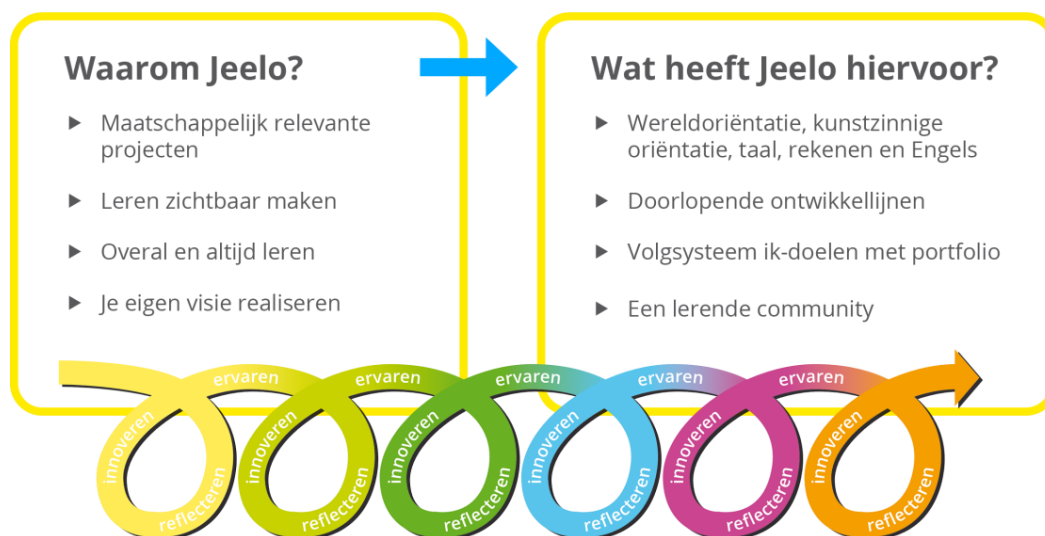 Waarom Jeelo?
Maatschappelijk relevante
projecten
Leren zichtbaar maken
Overal en altijd leren
Je eigen visie realiseren
Wat heeft Jeelo hiervoor?
Wereldoriëntatie, kunstzinnige
oriëntatie, taal, rekenen en Engels
Doorlopende ontwikkellijnen
Volgsysteem ik-doelen met portfolio
Een lerende community
ervaren
ervaren
ervaren
ervaren
ervaren
innoveren
reflecteren
innoveren
reflecteren
innoveren
reflecteren
innoveren
reflecteren
innoveren
reflecteren
innoveren
reflecteren